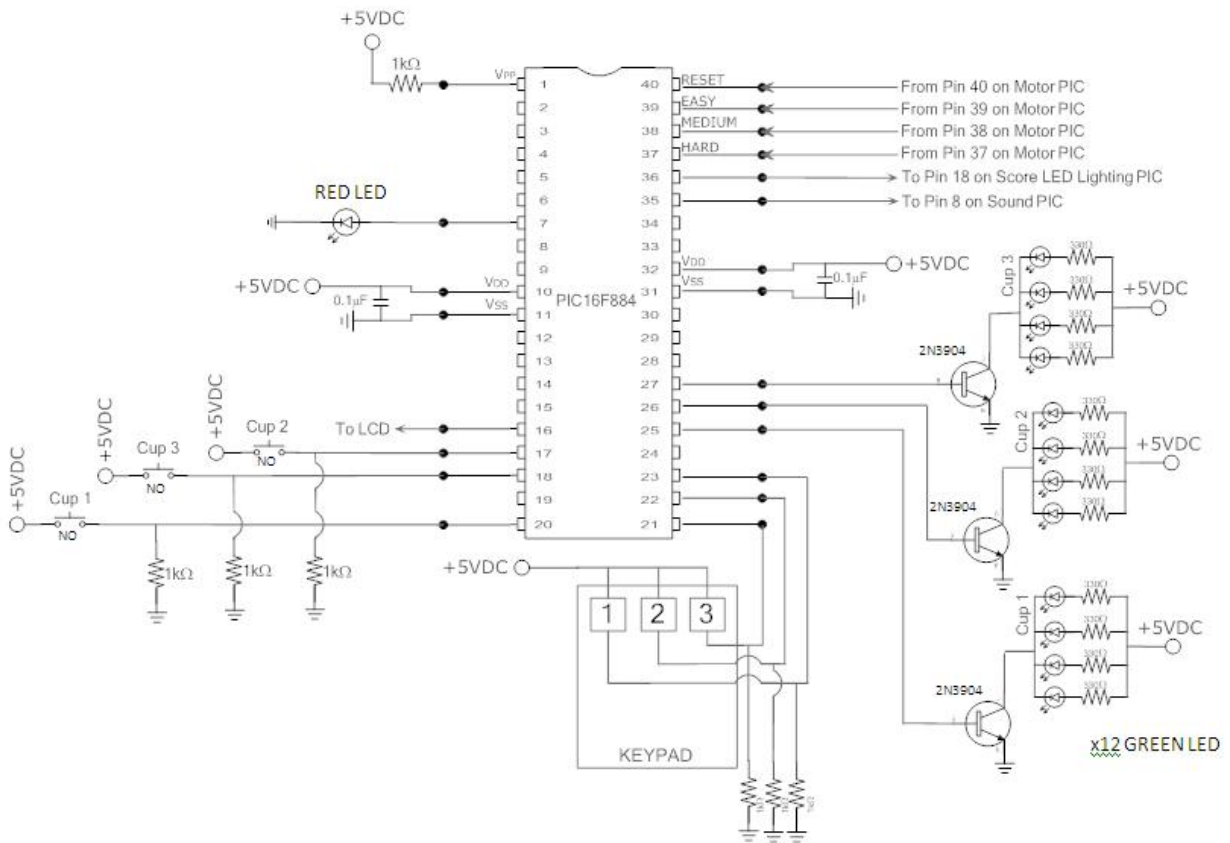 +5VDC
1kΩ
VPP
1
2
3
4
5
6
7
8
9
10
11
12
13
14
15
16
17
18
19
20
40
39
38
37
36
35
34
33
32
31
30
29
28
27
26
25
24
23
22
21
PIC16F884
RESET
EASY
MEDIUM
HARD
From Pin 40 on Motor PIC
From Pin 39 on Motor PIC
From Pin 38 on Motor PIC
From Pin 37 on Motor PIC
To Pin 18 on Score LED Lighting PIC
To Pin 8 on Sound PIC
RED LED
+5VDC
0.1µF
VDD
VSS
VDD
VSS
+5VDC
0.1µF
To LCD
+5VDC
Cup 2
NO
+5VDC
Cup 3
NO
+5VDC
Cup 1
NO
1kΩ
1kΩ
1kΩ
+5VDC
1
2
3
KEYPAD
1kΩ
1kΩ
1kΩ
2N3904
Cup 3
330Ω
330Ω
330Ω
330Ω
+5VDC
2N3904
Cup 2
330Ω
330Ω
330Ω
330Ω
+5VDC
2N3904
Cup 1
330Ω
330Ω
330Ω
330Ω
+5VDC
x12 GREEN LED